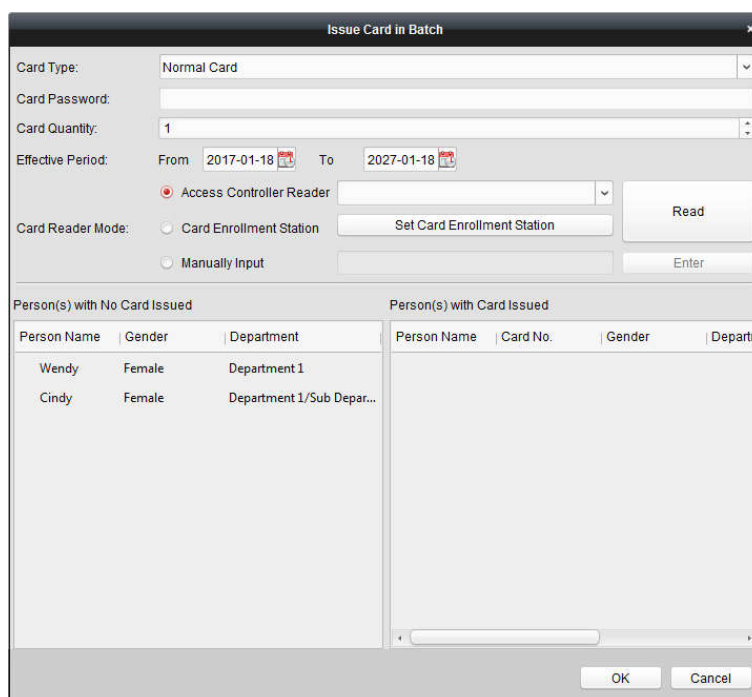 Issue Card in Batch
Card Type: Normal Card
Card Password:
Card Quantity: 1
Effective Period: From 2017-01-18 To 2027-01-18
Card Reader Mode:
Access Controller Reader
Read
Card Enrollment Station Set Card Enrollment Station
Manually Input Enter
Person(s) with No Card Issued
Person Name Gender Department
Wendy Female Department 1
Cindy Female Department 1/Sub Depar...
Person(s) with Card Issued
Person Name Card No. Gender Departr
OK Cancel